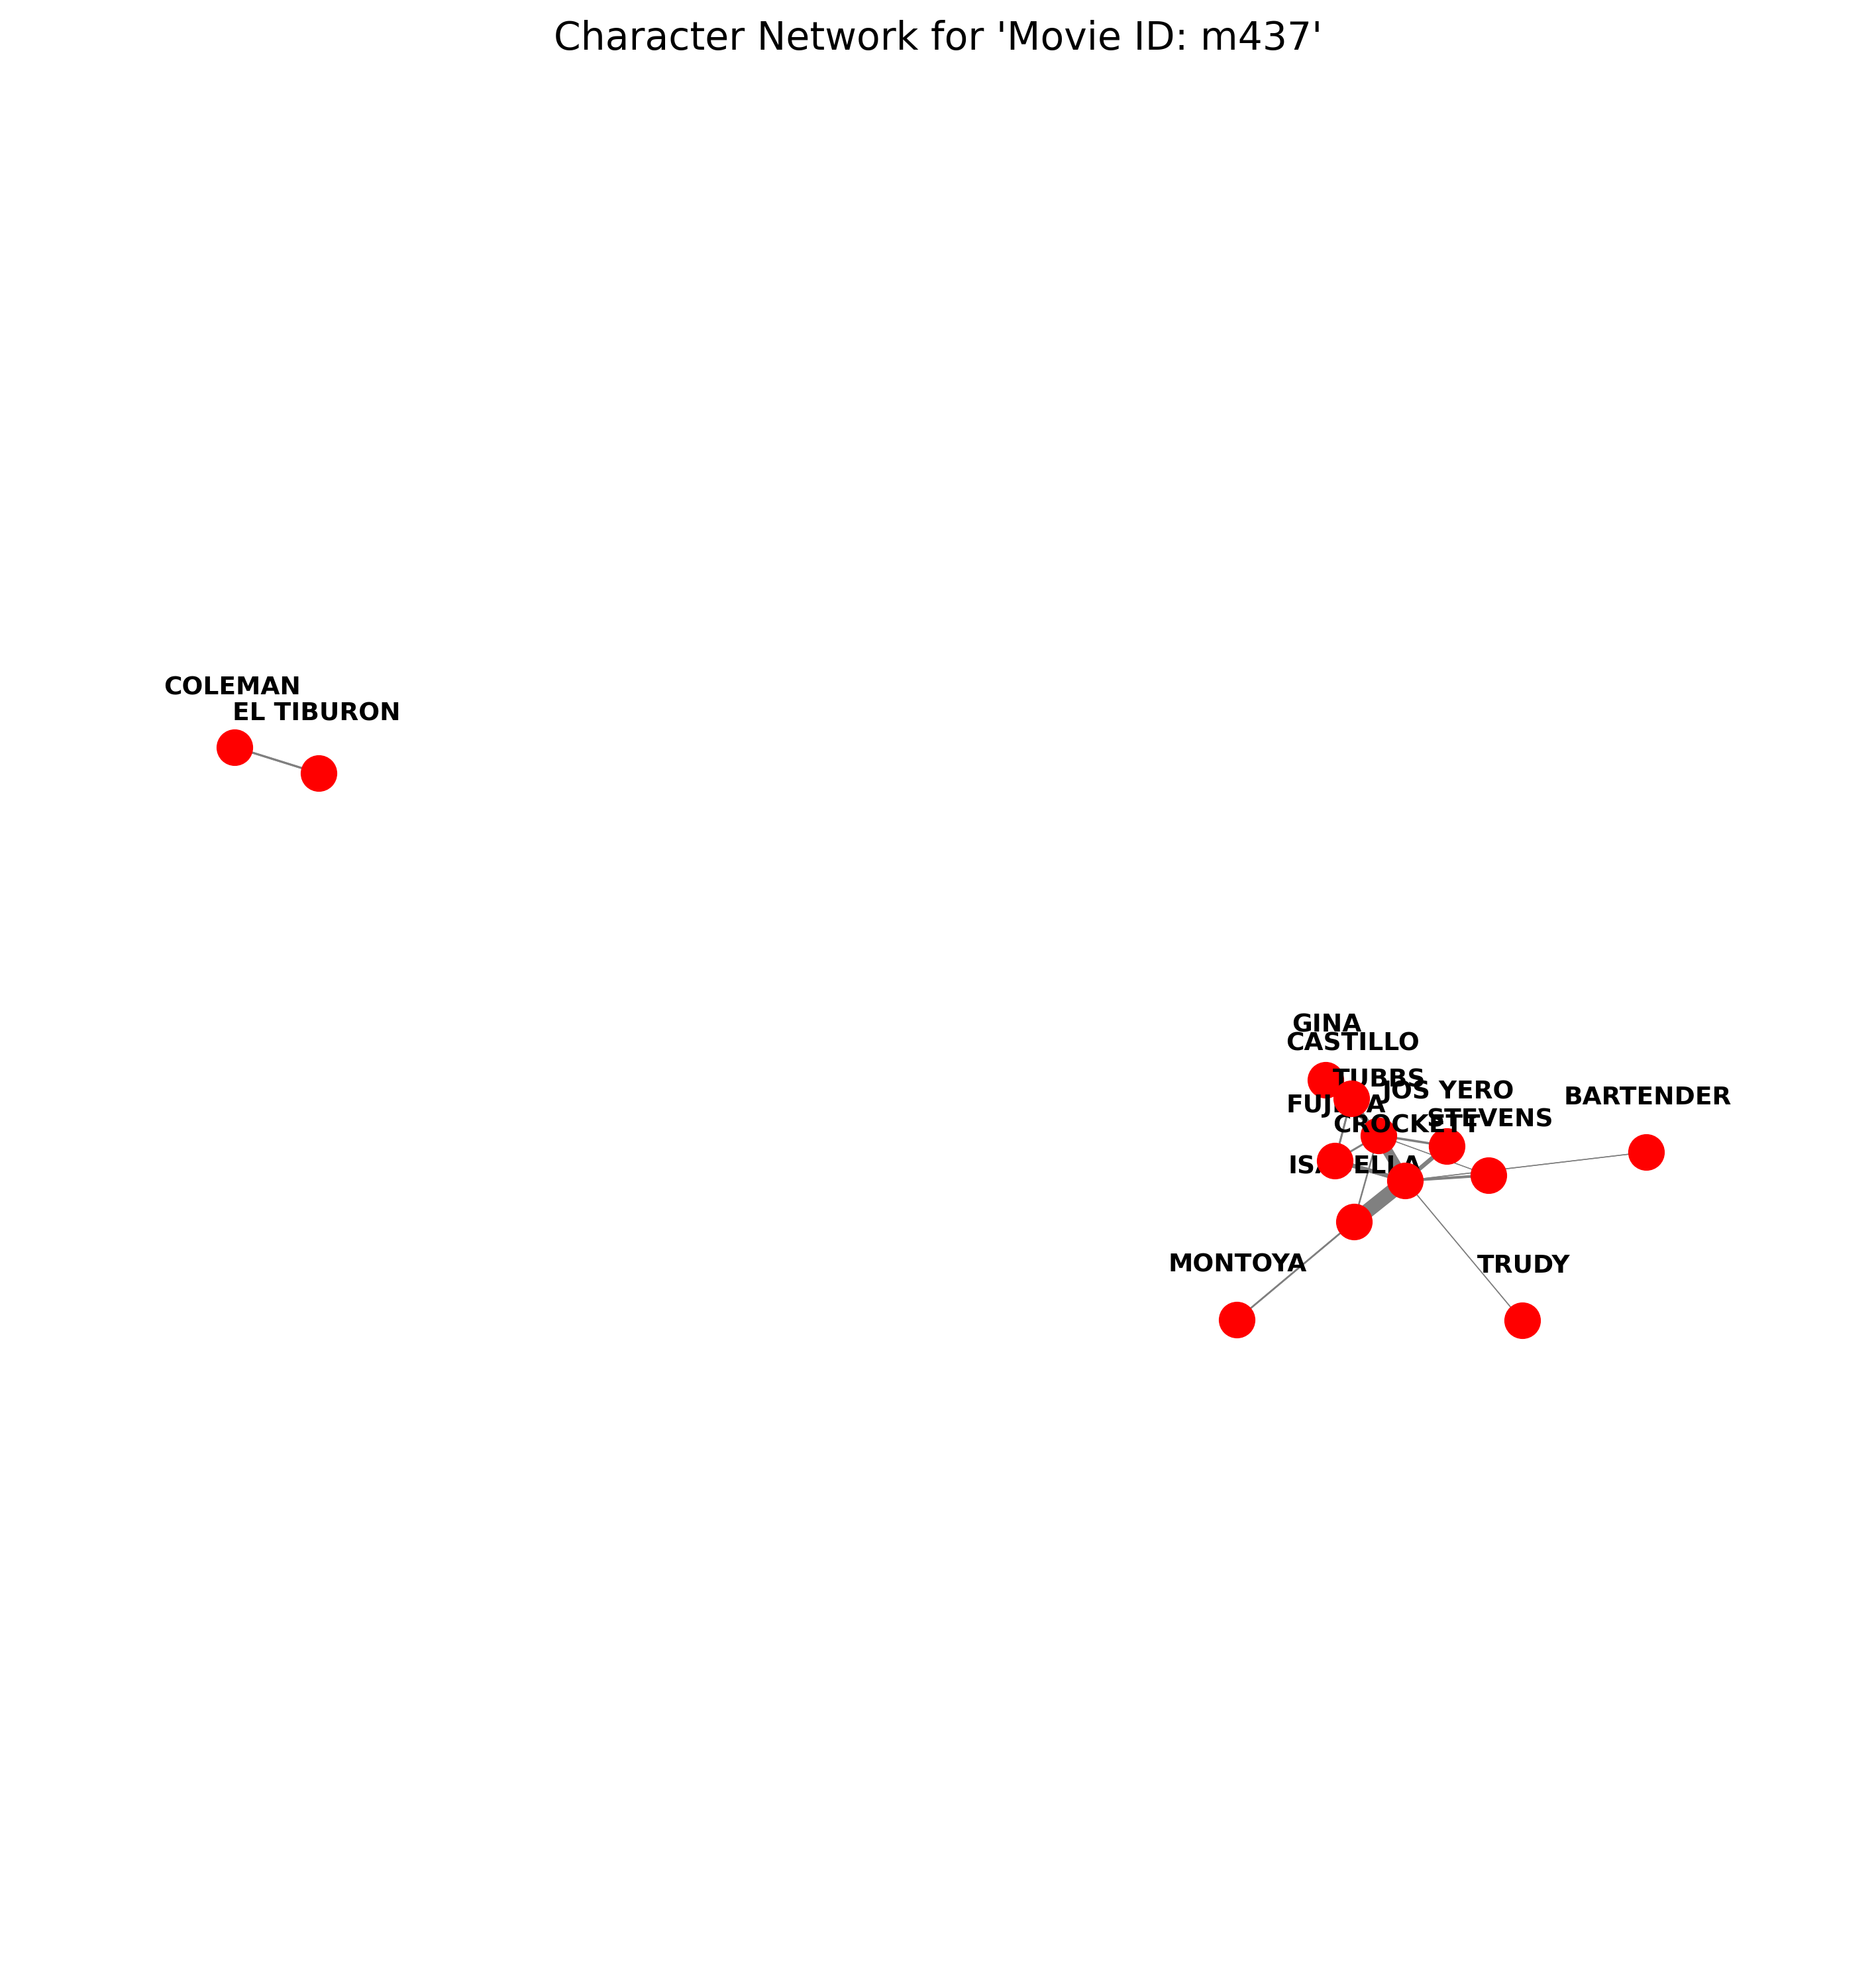 Character Network for 'Movie ID: m437'
COLEMAN
EL TIBURON
GINA
CASTILLO
TUBBS
JOS YERO
BARTENDER
STEVENS
CROCKETT
MONTOYA
TRUDY